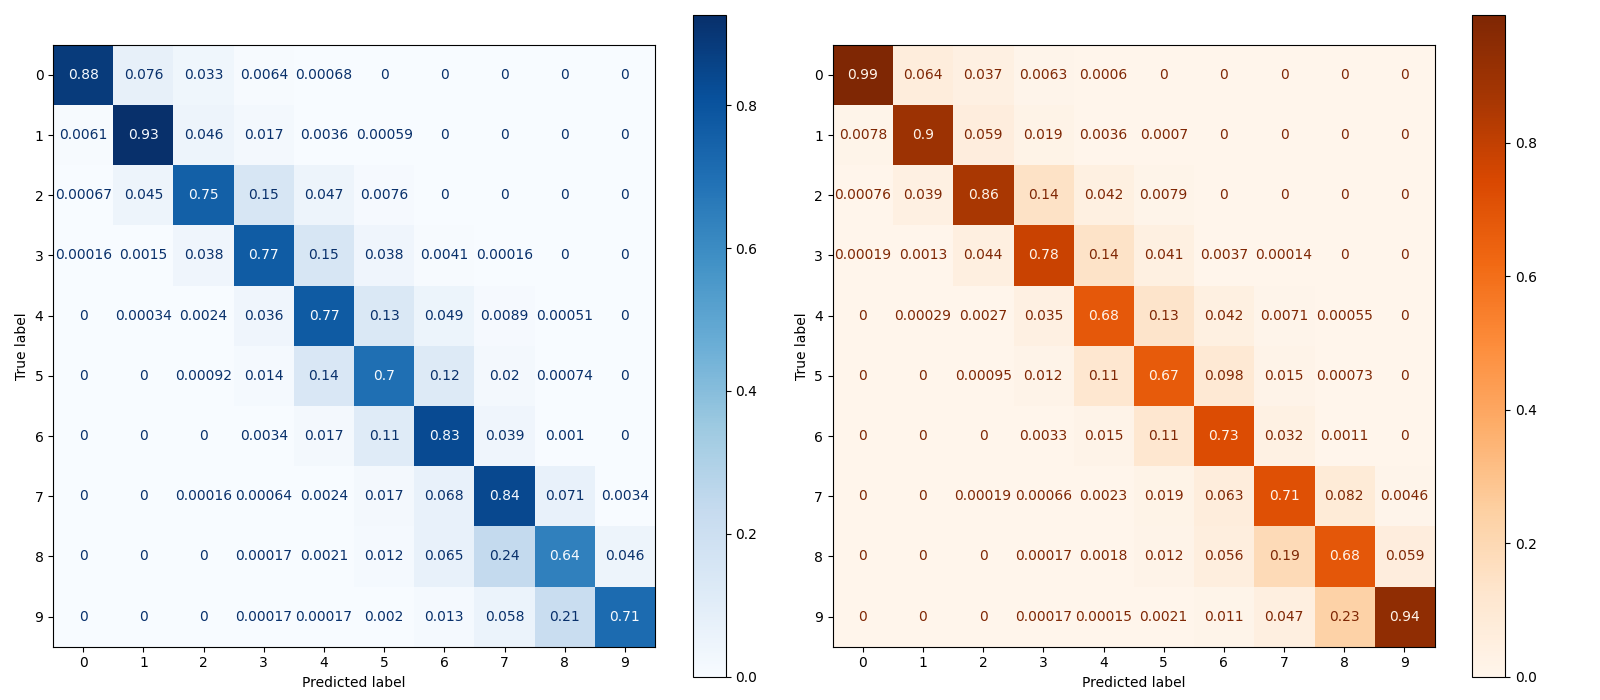 0 0.88 0.076 0.033 0.0064 0.00068 0 0 0 0 0
1 0.0061 0.93 0.046 0.017 0.0036 0.00059 0 0 0 0
2 0.00067 0.045 0.75 0.15 0.047 0.0076 0 0 0 0
3 0.00016 0.0015 0.038 0.77 0.15 0.038 0.0041 0.00016 0 0
4 0 0.00034 0.0024 0.036 0.77 0.13 0.049 0.0089 0.00051 0
5 0 0 0.00092 0.014 0.14 0.7 0.12 0.02 0.00074 0
6 0 0 0 0.0034 0.017 0.11 0.83 0.039 0.001 0
7 0 0 0.00016 0.00064 0.0024 0.017 0.068 0.84 0.071 0.0034
8 0 0 0 0.00017 0.0021 0.012 0.065 0.24 0.64 0.046
9 0 0 0 0.00017 0.00017 0.002 0.013 0.058 0.21 0.71
0 1 2 3 4 5 6 7 8 9
Predicted label
True label
0.8
0.6
0.4
0.2
0.0
0 0.99 0.064 0.037 0.0063 0.0006 0 0 0 0 0
1 0.0078 0.9 0.059 0.019 0.0036 0.0007 0 0 0 0
2 0.00076 0.039 0.86 0.14 0.042 0.0079 0 0 0 0
3 0.00019 0.0013 0.044 0.78 0.14 0.041 0.0037 0.00014 0 0
4 0 0.00029 0.0027 0.035 0.68 0.13 0.042 0.0071 0.00055 0
5 0 0 0.00095 0.012 0.11 0.67 0.098 0.015 0.00073 0
6 0 0 0 0.0033 0.015 0.11 0.73 0.032 0.0011 0
7 0 0 0.00019 0.00066 0.0023 0.019 0.063 0.71 0.082 0.0046
8 0 0 0 0.00017 0.0018 0.012 0.056 0.19 0.68 0.059
9 0 0 0 0.00017 0.00015 0.0021 0.011 0.047 0.23 0.94
0 1 2 3 4 5 6 7 8 9
Predicted label
True label
0.8
0.6
0.4
0.2
0.0